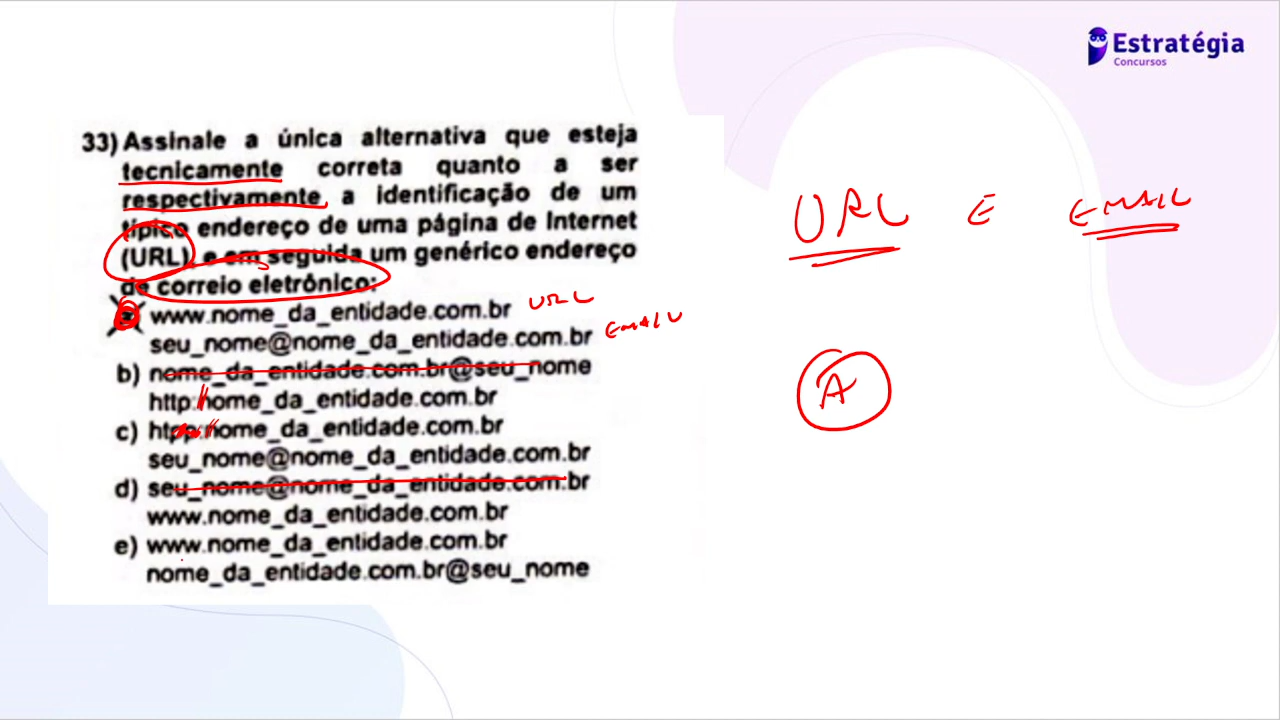 Estratégia
Concursos
33) Assinale a única alternativa que esteja
tecnicamente correta quanto a ser
respectivamente a identificação de um
típico endereço de uma página de Internet
(URL) e em seguida um genérico endereço
de correio eletrônico:
www.nome_da_entidade.com.br URL
seu_nome@nome_da_entidade.com.br EMAIL
b) nome_da_entidade.com.br@seu_nome
http:nome_da_entidade.com.br
c) htpp:nome_da_entidade.com.br
seu_nome@nome_da_entidade.com.br
d) seu_nome@nome_da_entidade.com.br
www.nome_da_entidade.com.br
e) www.nome_da_entidade.com.br
nome_da_entidade.com.br@seu_nome
URL E EMAIL
A